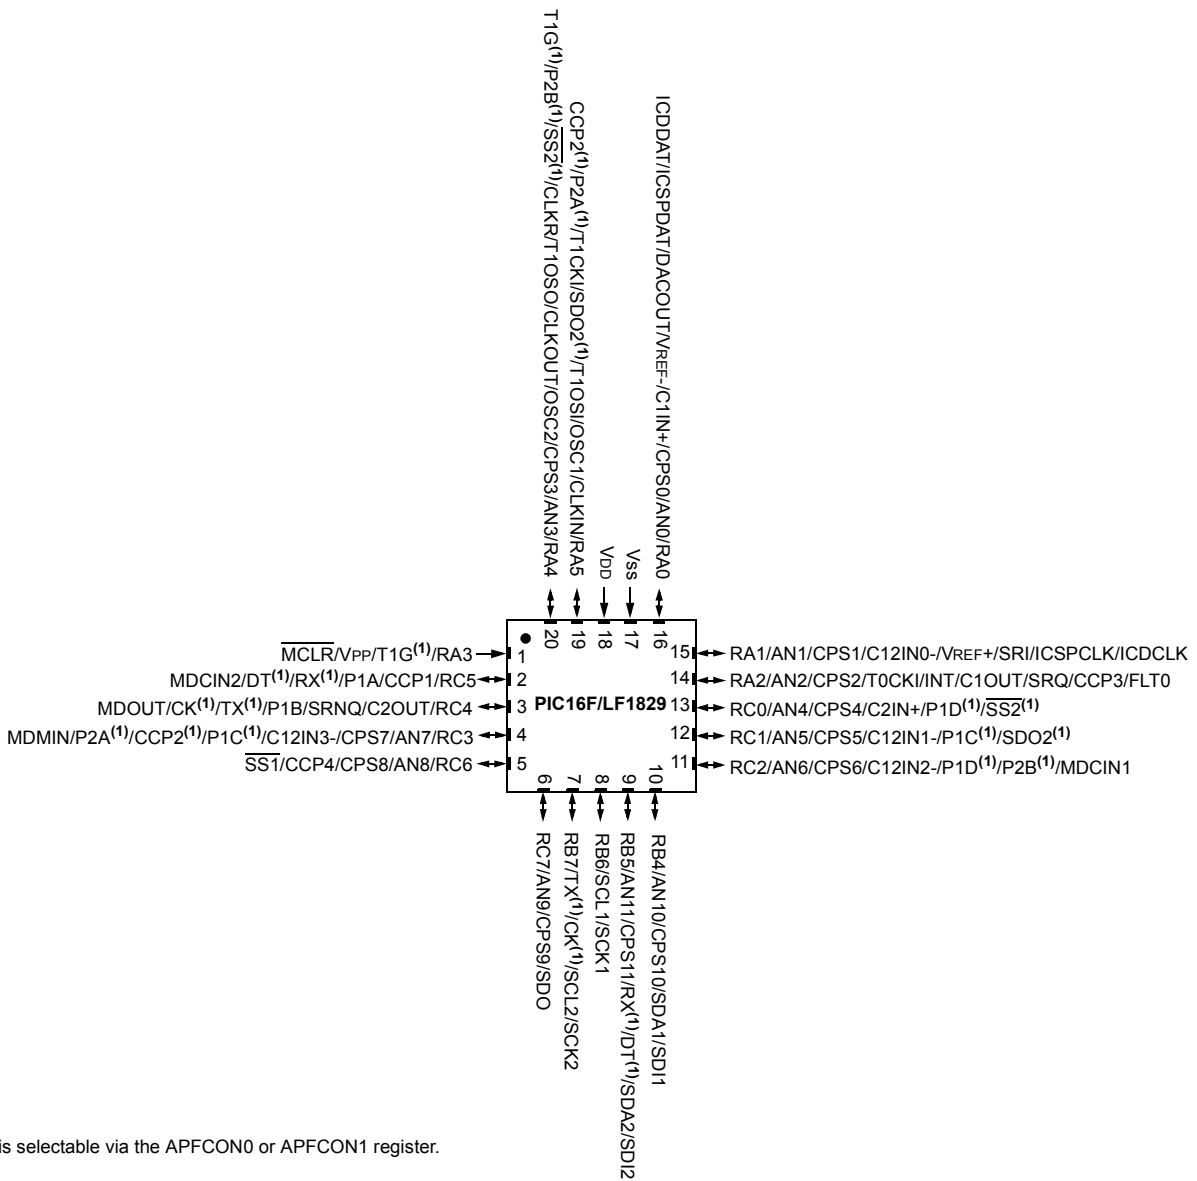 T1G(1)/P2B(1)/SS2(1)/CLKR/T1OSO/CLKOUT/OSC2/CPS3/AN3/RA4
CCP2(1)/P2A(1)/T1CKI/SDO2(1)/T1OSI/OSC1/CLKIN/RA5
VDD
Vss
ICDDAT/ICSPDAT/DACOUT/VREF-/C1IN+/CPS0/AN0/RA0
20
19
18
17
16
MCLR/VPP/T1G(1)/RA3
1
MDCIN2/DT(1)/RX(1)/P1A/CCP1/RC5
2
MDOUT/CK(1)/TX(1)/P1B/SRNQ/C2OUT/RC4
3
MDMIN/P2A(1)/CCP2(1)/P1C(1)/C12IN3-/CPS7/AN7/RC3
4
SS1/CCP4/CPS8/AN8/RC6
5
PIC16F/LF1829
15
RA1/AN1/CPS1/C12IN0-/VREF+/SRI/ICSPCLK/ICDCLK
14
RA2/AN2/CPS2/T0CKI/INT/C1OUT/SRQ/CCP3/FLT0
13
RC0/AN4/CPS4/C2IN+/P1D(1)/SS2(1)
12
RC1/AN5/CPS5/C12IN1-/P1C(1)/SDO2(1)
11
RC2/AN6/CPS6/C12IN2-/P1D(1)/P2B(1)/MDCIN1
6
7
8
9
10
RC7/AN9/CPS9/SDO
RB7/TX(1)/CK(1)/SCL2/SCK2
RB6/SCL1/SCK1
RB5/AN11/CPS11/RX(1)/DT(1)/SDA2/SDI2
RB4/AN10/CPS10/SDA1/SDI1
is selectable via the APFCON0 or APFCON1 register.